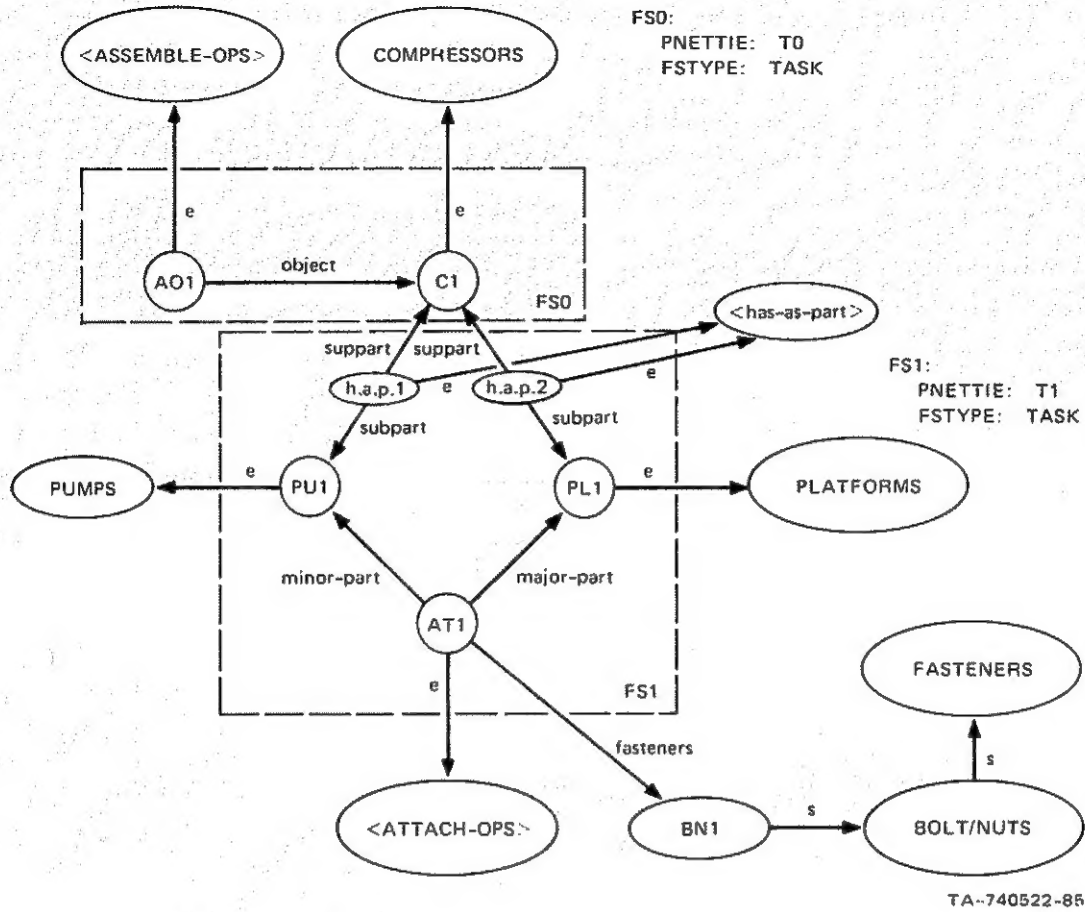 FS0:
PNETTIE: T0
FSTYPE: TASK
<ASSEMBLE-OPS>
COMPRESSORS
e
e
AO1
object
C1
FS0
<has-as-part>
suppart
suppart
h.a.p.1
e
h.a.p.2
e
FS1:
PNETTIE: T1
FSTYPE: TASK
subpart
subpart
PUMPS
e
PU1
PL1
e
PLATFORMS
minor-part
major-part
AT1
e
FS1
FASTENERS
fasteners
s
<ATTACH-OPS>
BN1
s
BOLT/NUTS
TA-740522-85